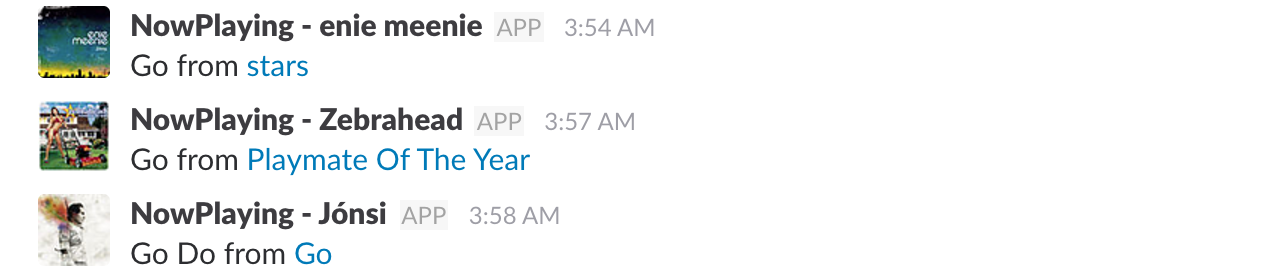 NowPlaying - enie meenie APP 3:54 AM
Go from stars
NowPlaying - Zebrahead APP 3:57 AM
Go from Playmate Of The Year
NowPlaying - Jónsi APP 3:58 AM
Go Do from Go